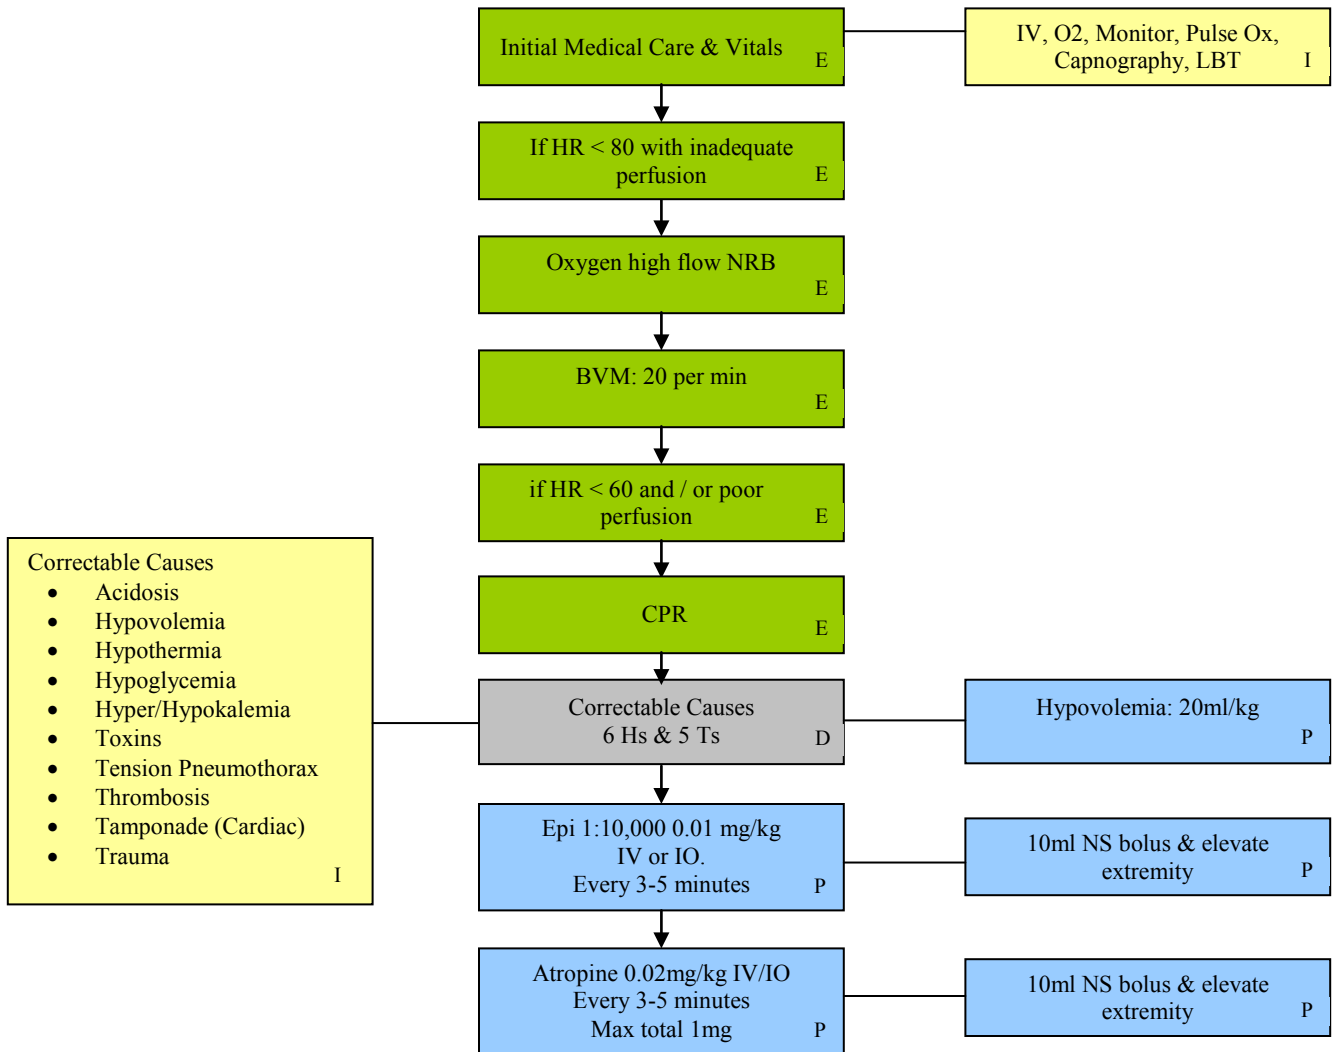 Initial Medical Care & Vitals
E
IV, O2, Monitor, Pulse Ox,
Capnography, LBT
I
If HR < 80 with inadequate
perfusion
E
Oxygen high flow NRB
E
BVM: 20 per min
E
if HR < 60 and / or poor
perfusion
E
CPR
E
Correctable Causes
• Acidosis
• Hypovolemia
• Hypothermia
• Hypoglycemia
• Hyper/Hypokalemia
• Toxins
• Tension Pneumothorax
• Thrombosis
• Tamponade (Cardiac)
• Trauma
I
Correctable Causes
6 Hs & 5 Ts
D
Hypovolemia: 20ml/kg
P
Epi 1:10,000 0.01 mg/kg
IV or IO.
Every 3-5 minutes
P
10ml NS bolus & elevate
extremity
P
Atropine 0.02mg/kg IV/IO
Every 3-5 minutes
Max total 1mg
P
10ml NS bolus & elevate
extremity
P